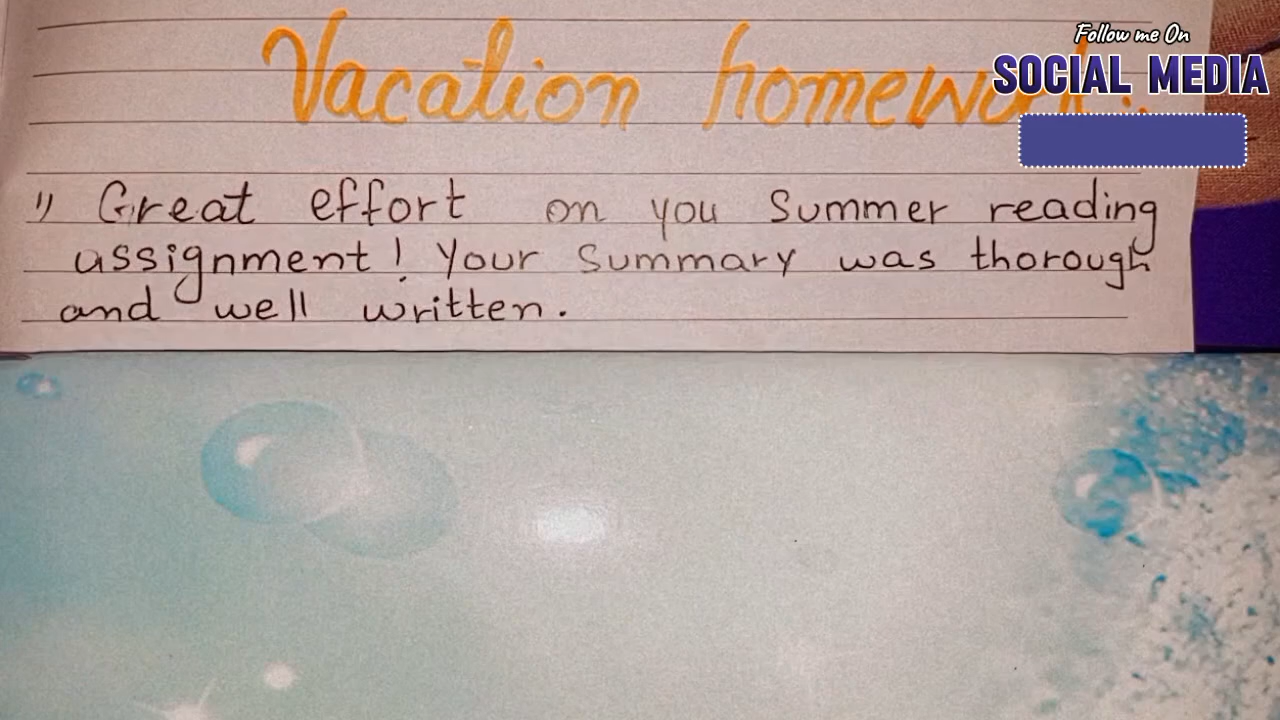 Vacation homework:
Follow me On
SOCIAL MEDIA
" Great effort on you Summer reading
assignment! Your Summary was thorough
and well written.